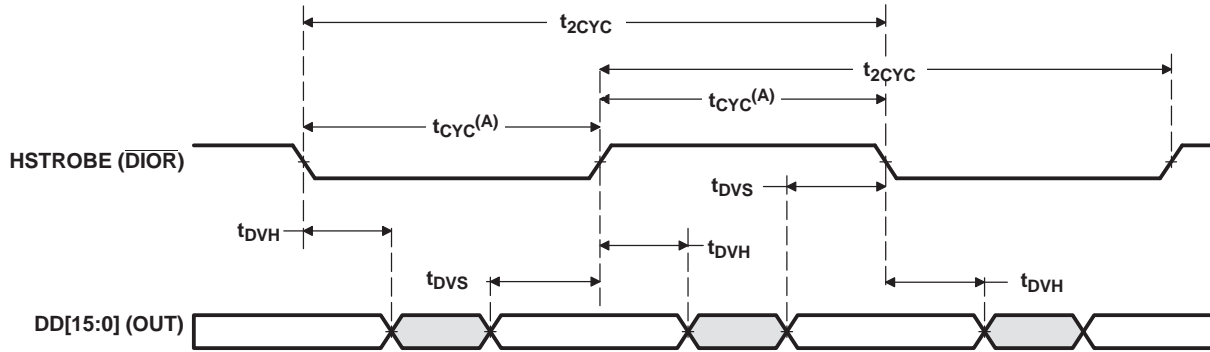 t2CYC
t2CYC
tCYC(A)
tCYC(A)
HSTROBE (DIOR)
tDVS
tDVH
tDVH
tDVS
tDVH
DD[15:0] (OUT)